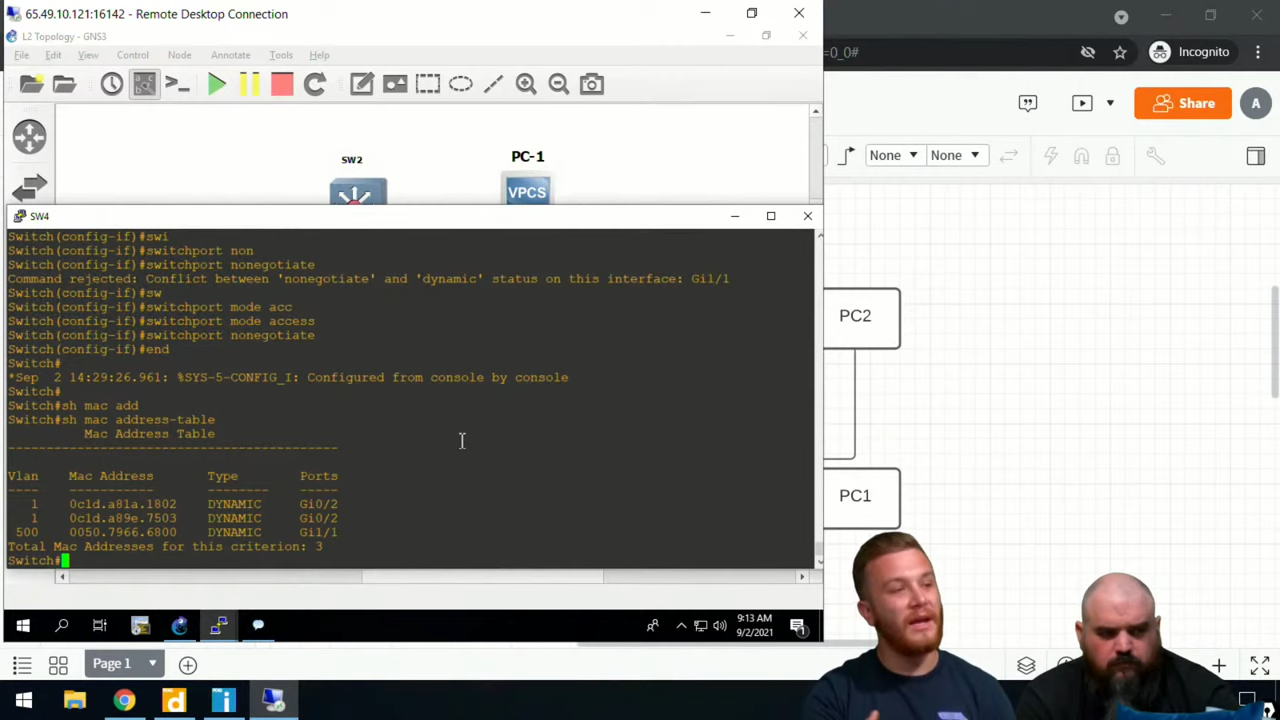 65.49.10.121:16142 - Remote Desktop Connection
L2 Topology - GNS3
=0_0#
Incognito
File Edit View Control Node Annotate Tools Help
Share
A
None
None
SW2
PC-1
VPCS
SW4
Switch(config-if)#swi
Switch(config-if)#switchport non
Switch(config-if)#switchport nonegotiate
Command rejected: Conflict between 'nonegotiate' and 'dynamic' status on this interface: Gi1/1
Switch(config-if)#sw
Switch(config-if)#switchport mode acc
Switch(config-if)#switchport mode access
Switch(config-if)#switchport nonegotiate
Switch(config-if)#end
Switch#
*Sep  2 14:29:26.961: %SYS-5-CONFIG_I: Configured from console by console
Switch#
Switch#sh mac add
Switch#sh mac address-table
Mac Address Table
-------------------------------------------
Vlan Mac Address Type Ports
---- ----------- -------- -----
1 0c1d.a81a.1802 DYNAMIC Gi0/2
1 0c1d.a89e.7503 DYNAMIC Gi0/2
500 0050.7966.6800 DYNAMIC Gi1/1
Total Mac Addresses for this criterion: 3
Switch#
PC2
PC1
9:13 AM
9/2/2021
1
Page 1